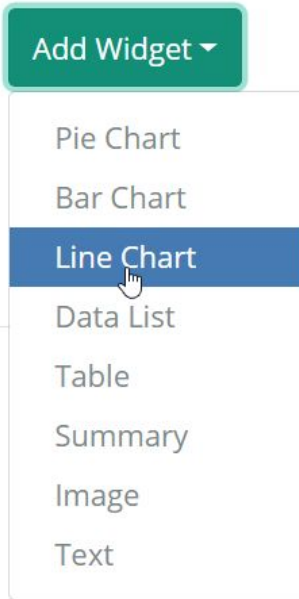 Add Widget
Pie Chart
Bar Chart
Line Chart
Data List
Table
Summary
Image
Text